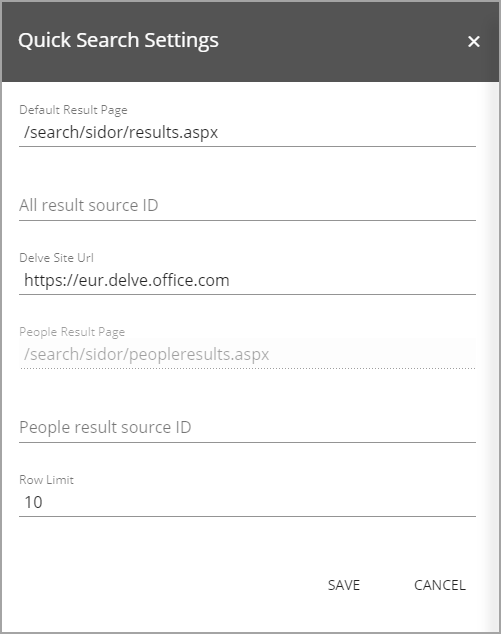 Quick Search Settings
Default Result Page
/search/sidor/results.aspx
All result source ID
Delve Site Url
https://eur.delve.office.com
People Result Page
/search/sidor/peopleresults.aspx
People result source ID
Row Limit
10
SAVE CANCEL